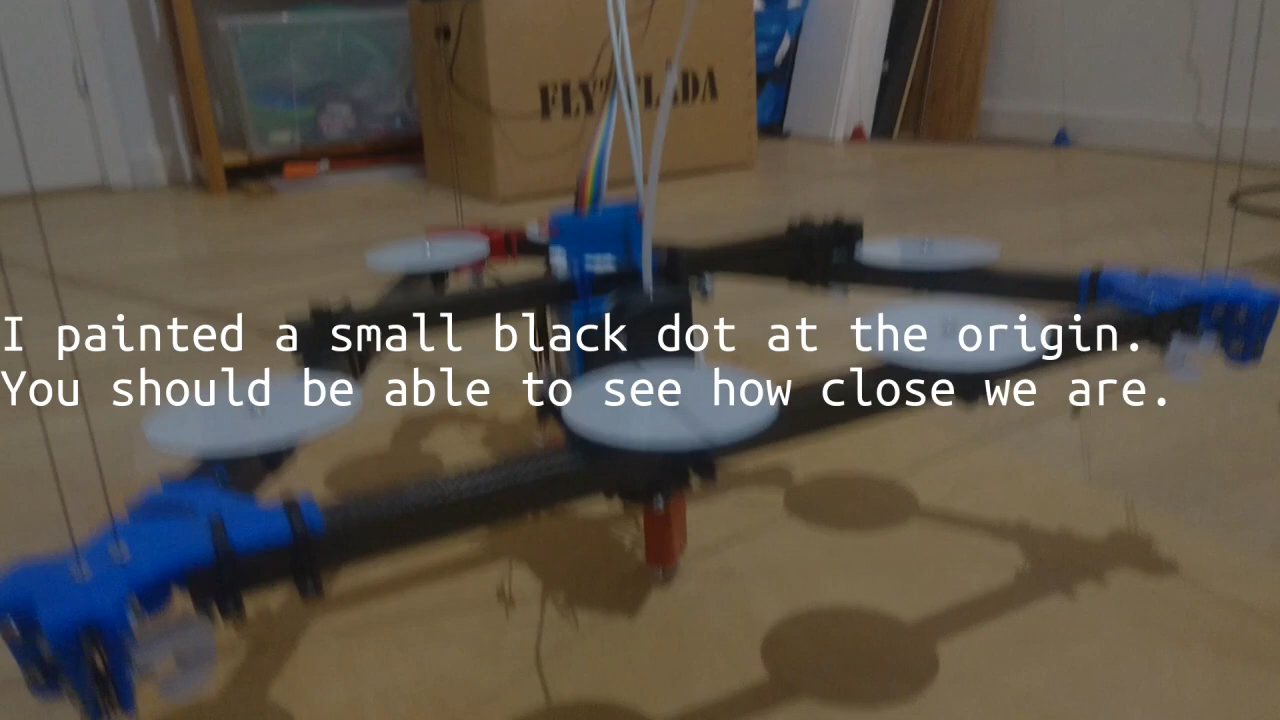 I painted a small black dot at the origin.
You should be able to see how close we are.